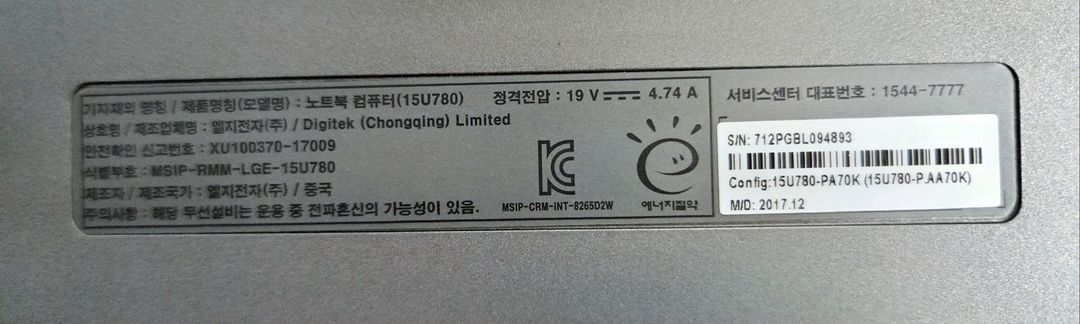 기자재의 명칭 / 제품명칭(모델명) : 노트북 컴퓨터(15U780) 정격전압 : 19 V 4.74 A
상호명 / 제조업체명 : 엘지전자(주) / Digitek (Chongqing) Limited
안전확인 신고번호 : XU100370-17009
식별부호 : MSIP-RMM-LGE-15U780
제조자 / 제조국가 : 엘지전자(주) / 중국
주의사항 : 해당 무선설비는 운용 중 전파혼신의 가능성이 있음.
MSIP-CRM-INT-8265D2W
에너지절약
서비스센터 대표번호 : 1544-7777
S/N: 712PGBL094893
Config:15U780-PA70K (15U780-P.AA70K)
M/D: 2017.12